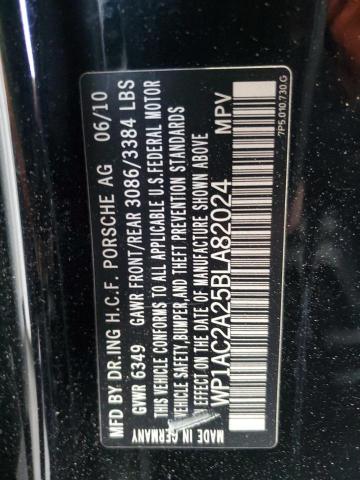 MFD BY DR.ING H.C.F. PORSCHE AG 06/10
GVWR 6349 GAWR FRONT/REAR 3086/3384 LBS
THIS VEHICLE CONFORMS TO ALL APPLICABLE U.S.FEDERAL MOTOR
VEHICLE SAFETY,BUMPER,AND THEFT PREVENTION STANDARDS IN
EFFECT ON THE DATE OF MANUFACTURE SHOWN ABOVE
WP1AC2A25BLA82024 MPV
MADE IN GERMANY
7P5.010.730.G